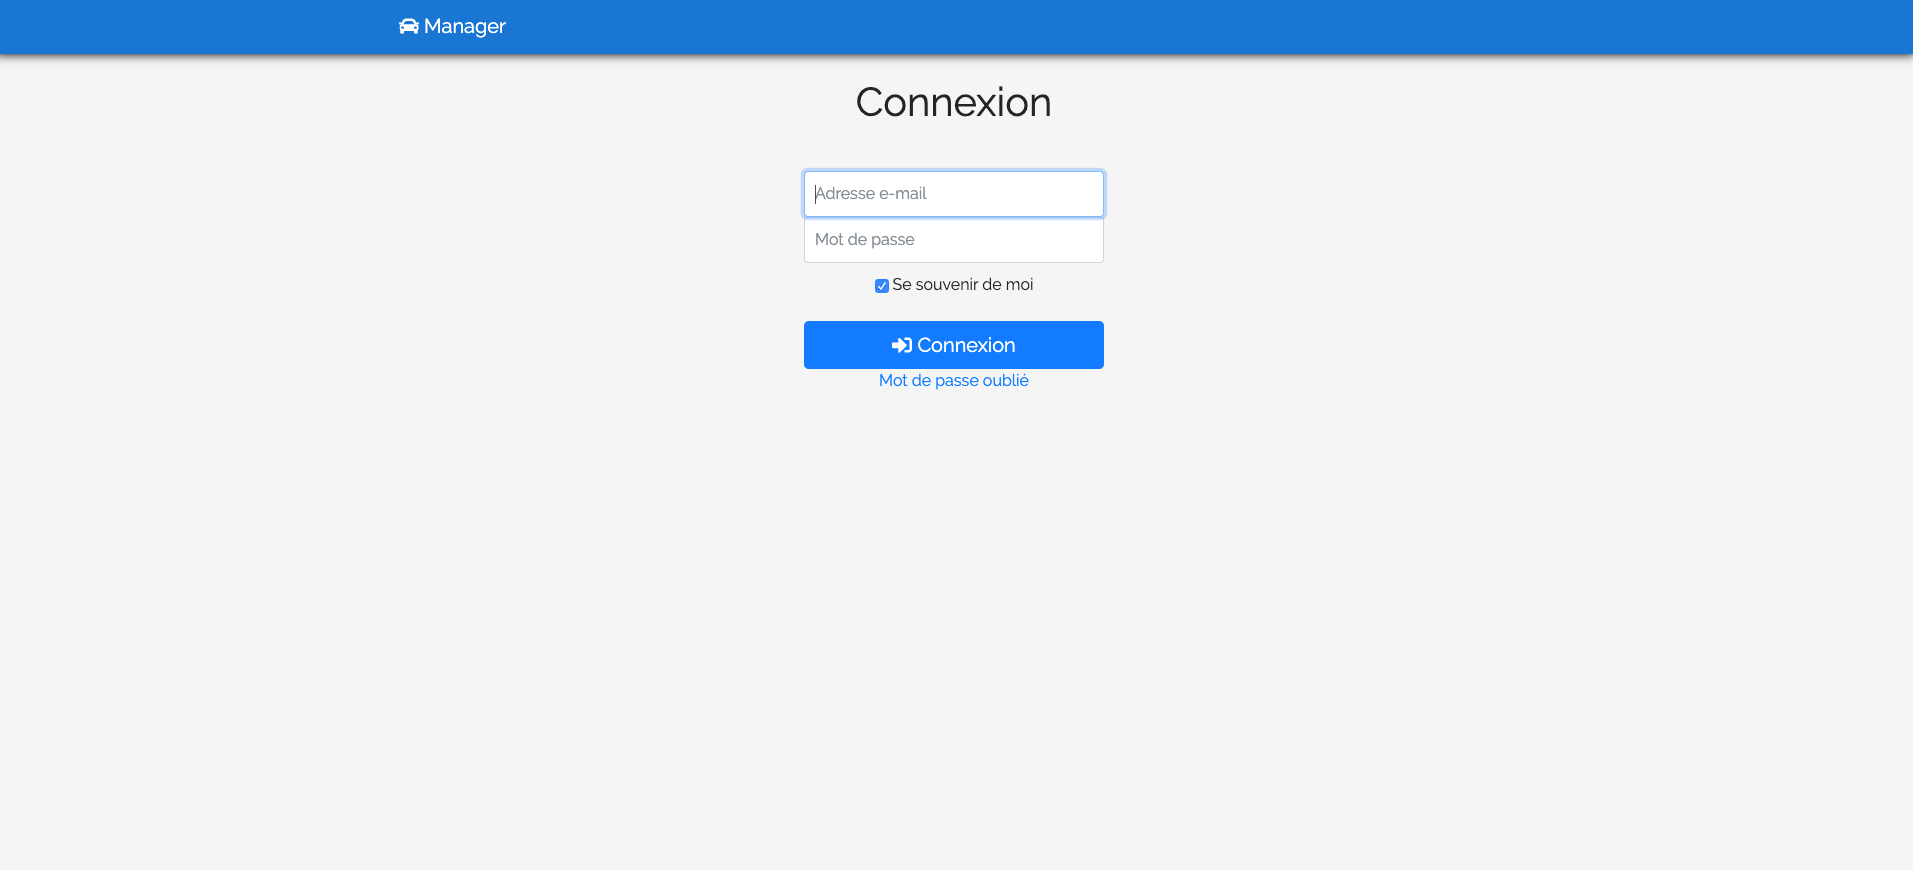 Manager
Connexion
Adresse e-mail
Mot de passe
Se souvenir de moi
Connexion
Mot de passe oublié